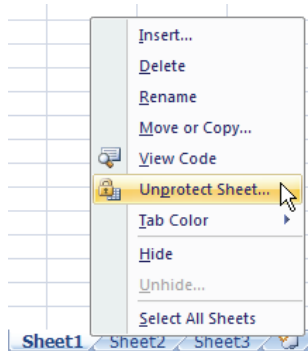 Insert...
Delete
Rename
Move or Copy...
View Code
Unprotect Sheet...
Tab Color
Hide
Unhide...
Select All Sheets
Sheet1 Sheet2 Sheet3